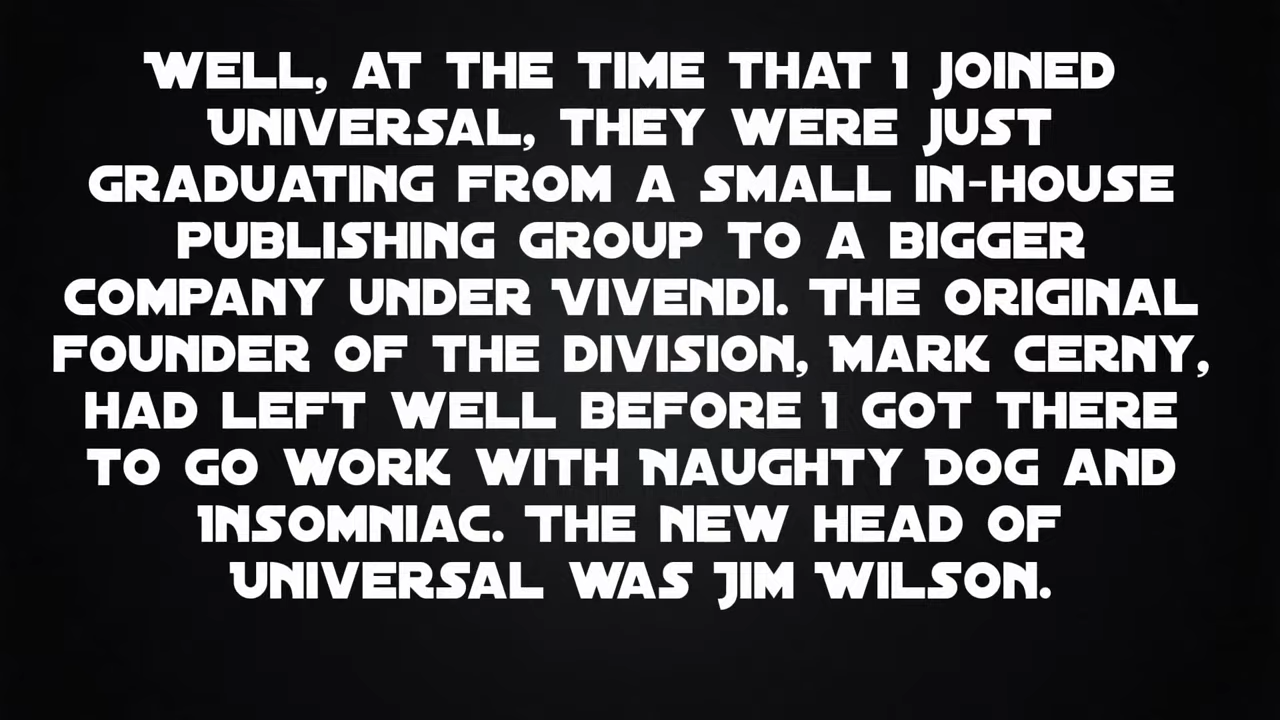 Well, at the time that I joined
Universal, they were just
graduating from a small in-house
publishing group to a bigger
company under Vivendi. The original
founder of the division, Mark Cerny,
had left well before I got there
to go work with Naughty Dog and
Insomniac. The new head of
Universal was Jim Wilson.